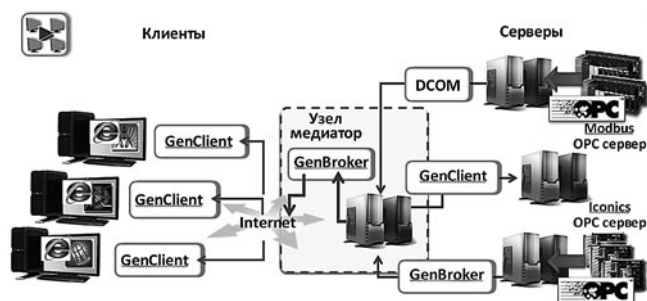 Клиенты
Серверы
DCOM
OPC
Modbus
OPC сервер
Узел
медиатор
GenBroker
GenClient
GenClient
GenClient
GenClient
Internet
Iconics
OPC сервер
GenBroker
OPC